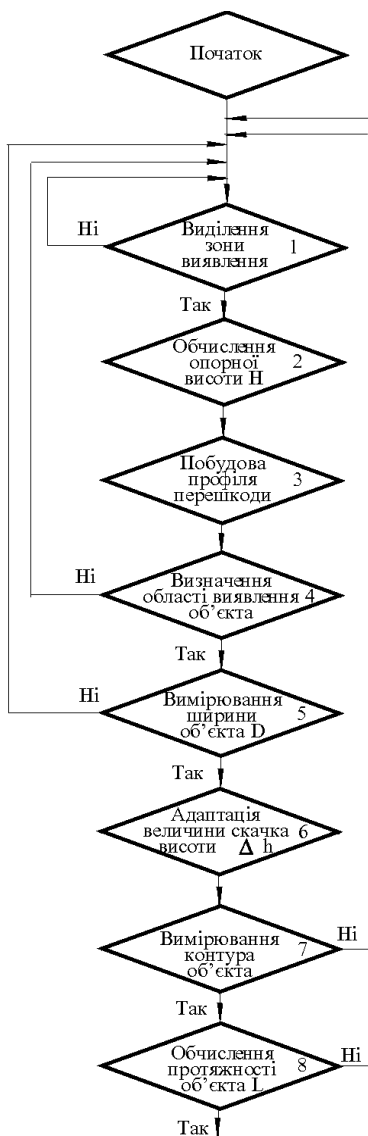 Початок
Ні
Виділення
зони
виявлення 1
Так
Обчислення
опорної
висоти Н 2
Побудова
профіля
перешкоди 3
Ні
Визначення
області виявлення 4
об’єкта
Так
Ні
Вимірювання
ширини 5
об’єкта D
Так
Адаптація
величини скачка 6
висоти Δ h
Вимірювання 7
контура
об’єкта
Ні
Так
Обчислення
протяжності 8
об’єкта L
Ні
Так